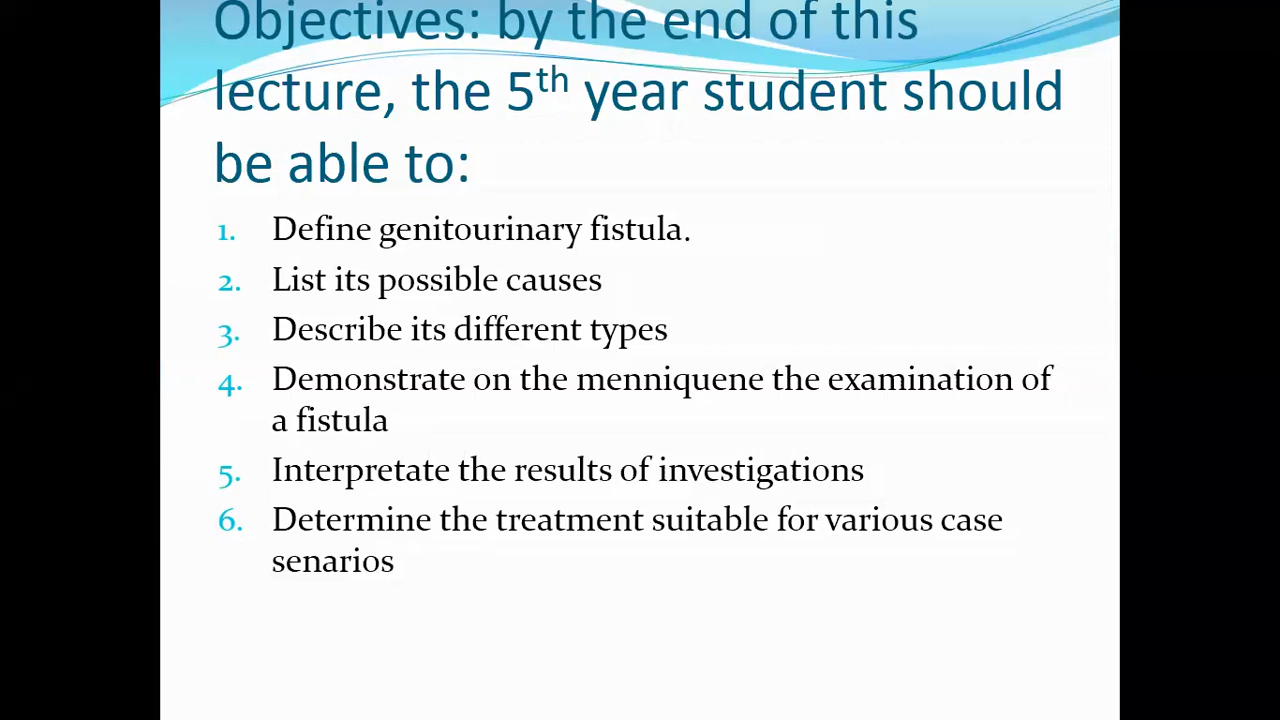 Objectives: by the end of this
lecture, the 5th year student should
be able to:
1. Define genitourinary fistula.
2. List its possible causes
3. Describe its different types
4. Demonstrate on the menniquene the examination of
a fistula
5. Interpretate the results of investigations
6. Determine the treatment suitable for various case
senarios